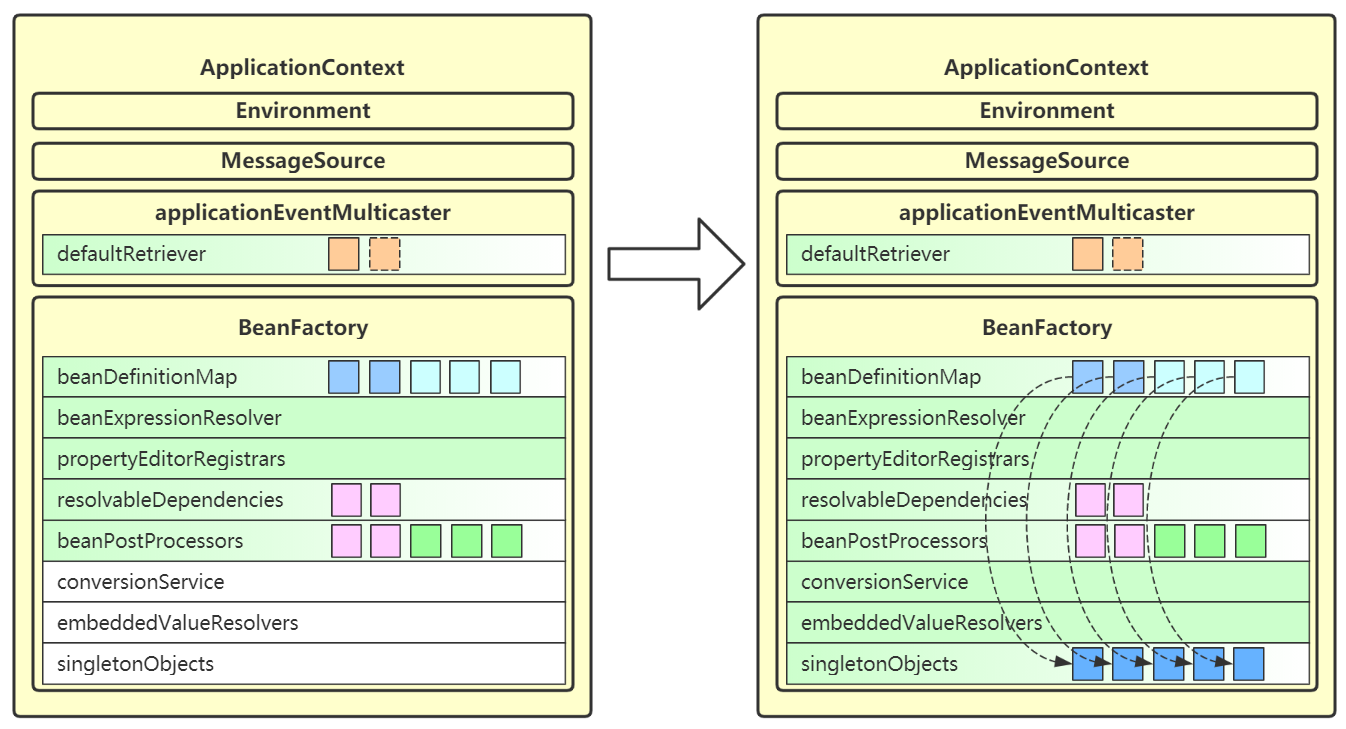 ApplicationContext
Environment
MessageSource
applicationEventMulticaster
defaultRetriever
BeanFactory
beanDefinitionMap
beanExpressionResolver
propertyEditorRegistrars
resolvableDependencies
beanPostProcessors
conversionService
embeddedValueResolvers
singletonObjects
ApplicationContext
Environment
MessageSource
applicationEventMulticaster
defaultRetriever
BeanFactory
beanDefinitionMap
beanExpressionResolver
propertyEditorRegistrars
resolvableDependencies
beanPostProcessors
conversionService
embeddedValueResolvers
singletonObjects